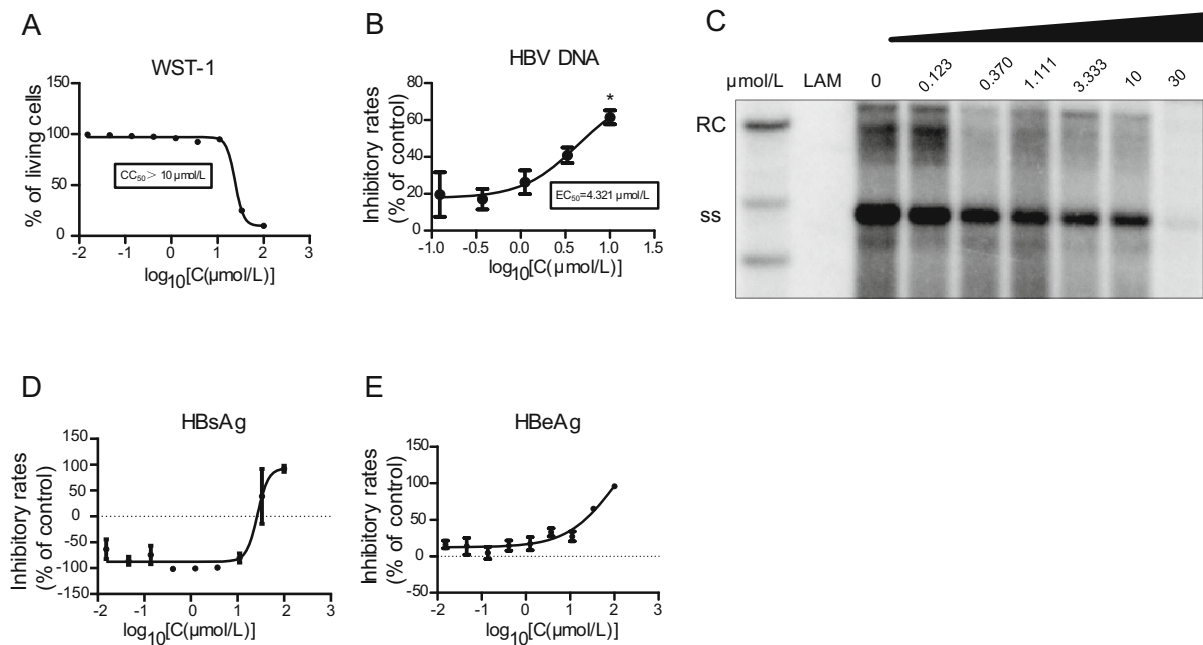 A
WST-1
% of living cells
150
100
50
0
CC50> 10 µmol/L
-2
-1
0
1
2
3
log10[C(µmol/L)]
B
HBV DNA
Inhibitory rates
(% of control)
80
60
40
20
0
*
EC50=4.321 µmol/L
-1.0
-0.5
0.0
0.5
1.0
1.5
log10[C(µmol/L)]
C
µmol/L
LAM
0
0.123
0.370
1.111
3.333
10
30
RC
ss
D
HBsAg
Inhibitory rates
(% of control)
150
100
50
0
-50
-100
-150
-2
-1
0
1
2
3
log10[C(µmol/L)]
E
HBeAg
Inhibitory rates
(% of control)
150
100
50
0
-50
-2
-1
0
1
2
3
log10[C(µmol/L)]